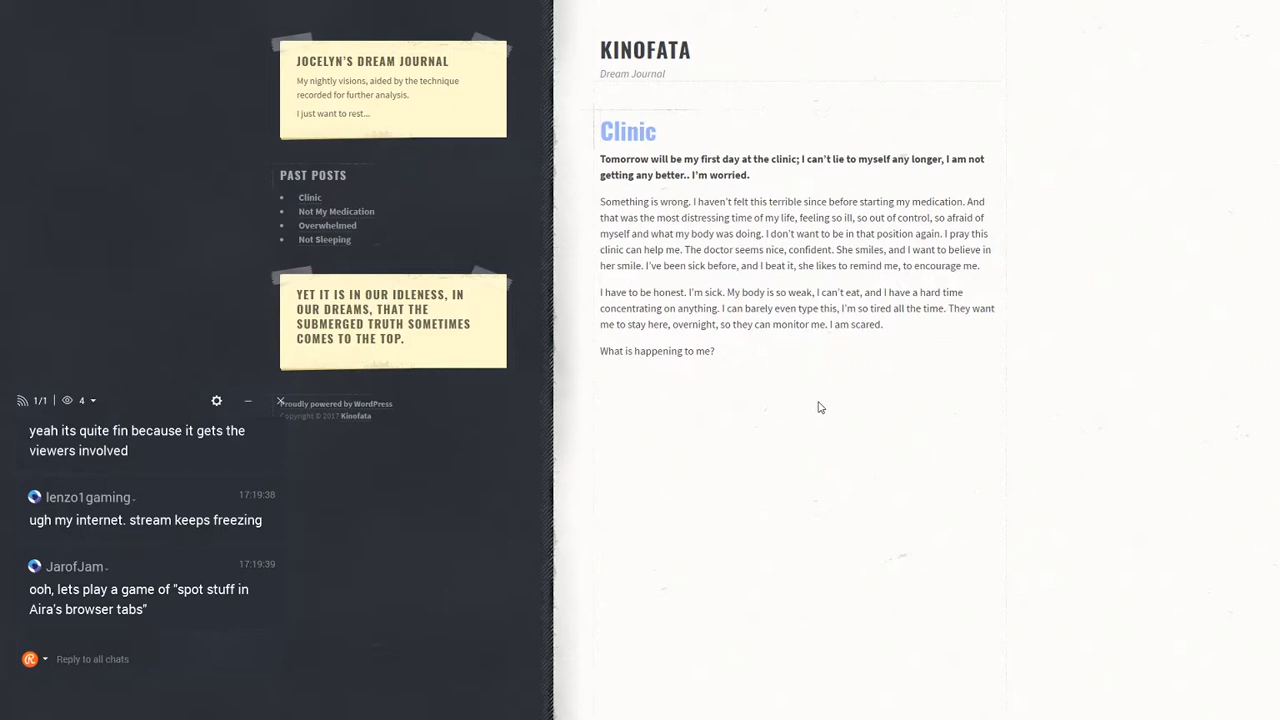 JOCELYN'S DREAM JOURNAL
My nightly visions, aided by the technique
recorded for further analysis.
I just want to rest...
PAST POSTS
Clinic
Not My Medication
Overwhelmed
Not Sleeping
YET IT IS IN OUR IDLENESS, IN
OUR DREAMS, THAT THE
SUBMERGED TRUTH SOMETIMES
COMES TO THE TOP.
Proudly powered by WordPress
Copyright © 2017 Kinofata
1/1 | 4
yeah its quite fin because it gets the
viewers involved
lenzo1gaming 17:19:38
ugh my internet. stream keeps freezing
JarofJam 17:19:39
ooh, lets play a game of "spot stuff in
Aira's browser tabs"
Reply to all chats
KINOFATA
Dream Journal
Clinic
Tomorrow will be my first day at the clinic; I can't lie to myself any longer, I am not
getting any better.. I'm worried.
Something is wrong. I haven't felt this terrible since before starting my medication. And
that was the most distressing time of my life, feeling so ill, so out of control, so afraid of
myself and what my body was doing. I don't want to be in that position again. I pray this
clinic can help me. The doctor seems nice, confident. She smiles, and I want to believe in
her smile. I've been sick before, and I beat it, she likes to remind me, to encourage me.
I have to be honest. I'm sick. My body is so weak, I can't eat, and I have a hard time
concentrating on anything. I can barely even type this, I'm so tired all the time. They want
me to stay here, overnight, so they can monitor me. I am scared.
What is happening to me?